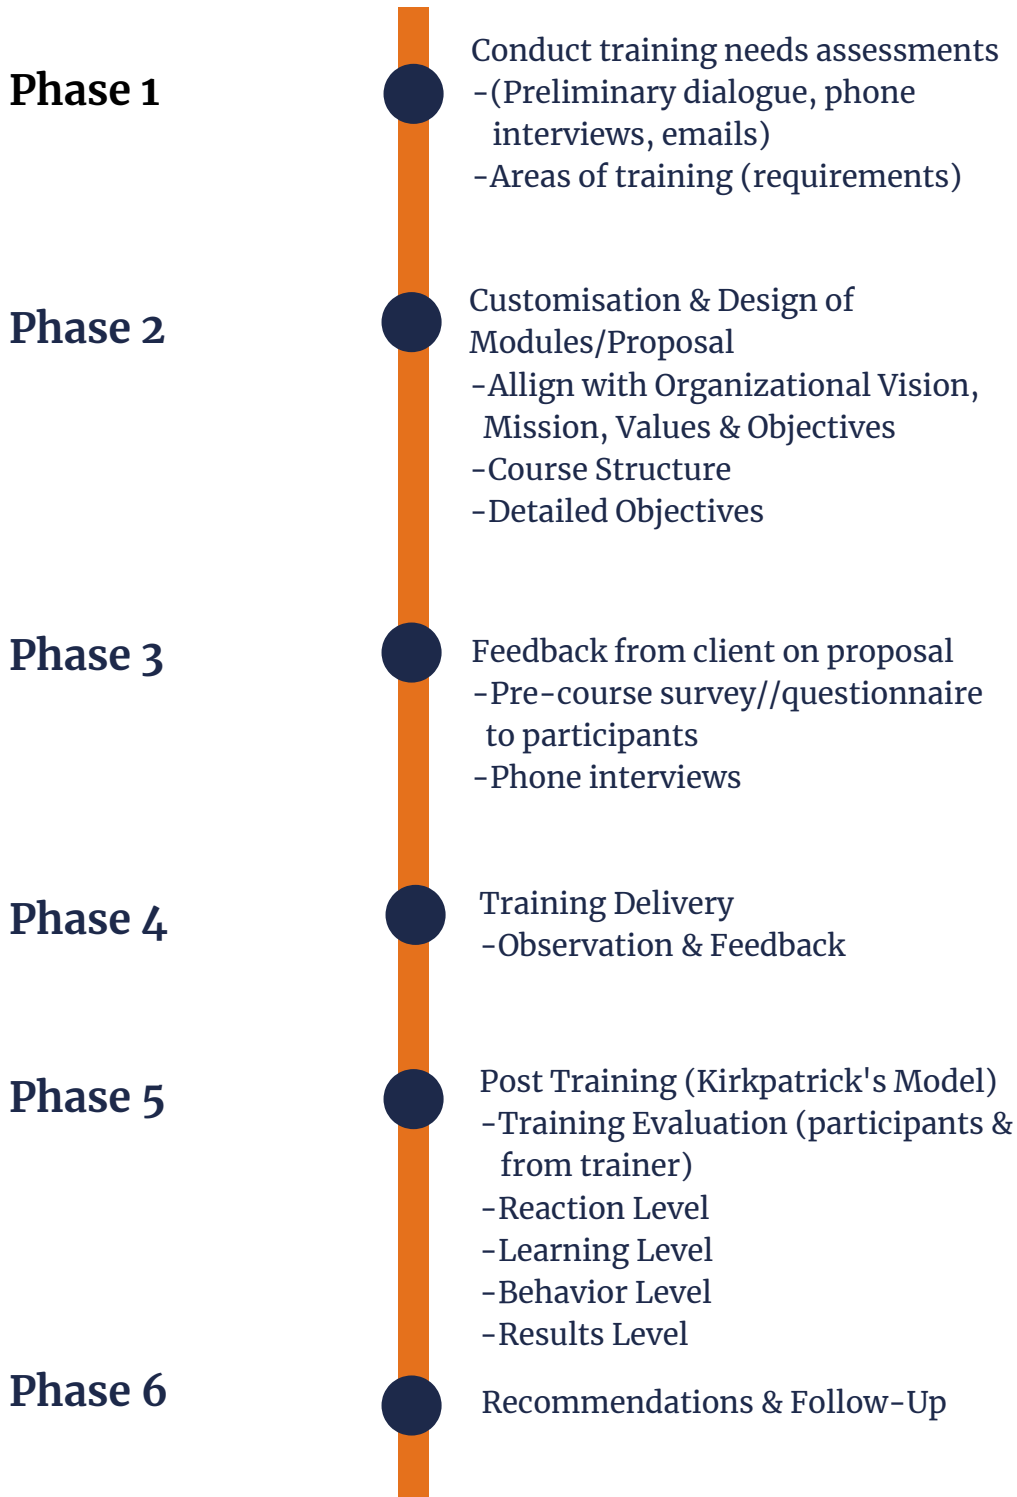 Phase 1
Conduct training needs assessments
-(Preliminary dialogue, phone
interviews, emails)
-Areas of training (requirements)
Phase 2
Customisation & Design of
Modules/Proposal
-Allign with Organizational Vision,
Mission, Values & Objectives
-Course Structure
-Detailed Objectives
Phase 3
Feedback from client on proposal
-Pre-course survey//questionnaire
to participants
-Phone interviews
Phase 4
Training Delivery
-Observation & Feedback
Phase 5
Post Training (Kirkpatrick's Model)
-Training Evaluation (participants &
from trainer)
-Reaction Level
-Learning Level
-Behavior Level
-Results Level
Phase 6
Recommendations & Follow-Up